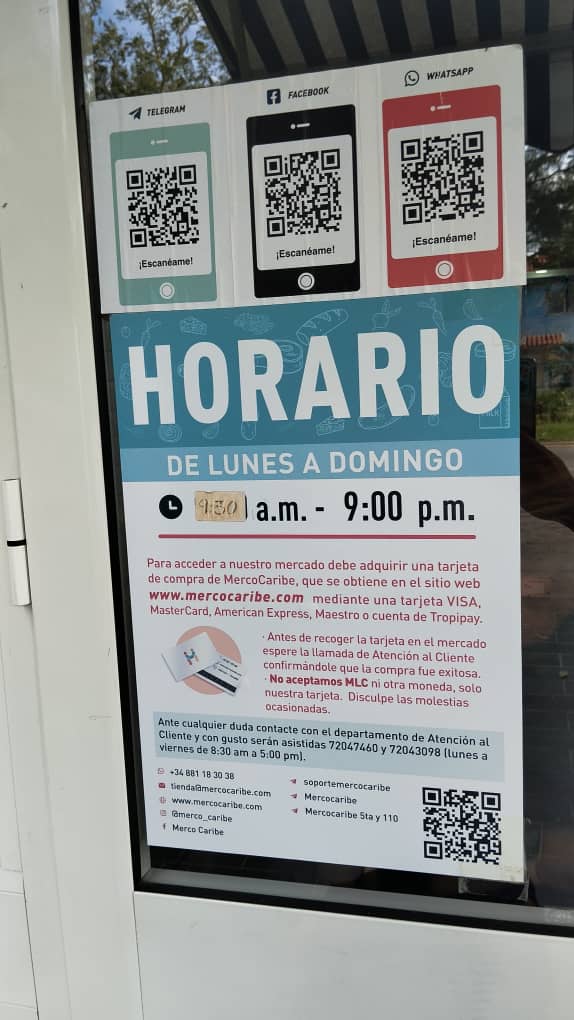 TELEGRAM
FACEBOOK
WHATSAPP
¡Escanéame!
¡Escanéame!
¡Escanéame!
HORARIO
DE LUNES A DOMINGO
9:30 a.m. - 9:00 p.m.
Para acceder a nuestro mercado debe adquirir una tarjeta
de compra de MercoCaribe, que se obtiene en el sitio web
www.mercocaribe.com mediante una tarjeta VISA,
MasterCard, American Express, Maestro o cuenta de Tropipay.
· Antes de recoger la tarjeta en el mercado
espere la llamada de Atención al Cliente
confirmándole que la compra fue exitosa.
· No aceptamos MLC ni otra moneda, solo
nuestra tarjeta. Disculpe las molestias
ocasionadas.
Ante cualquier duda contacte con el departamento de Atención al
Cliente y con gusto serán asistidas 72047460 y 72043098 (lunes a
viernes de 8:30 am a 5:00 pm).
+34 881 18 30 38
tienda@mercocaribe.com
www.mercocaribe.com
@merco_caribe
Merco Caribe
soportemercocaribe
Mercocaribe
Mercocaribe 5ta y 110